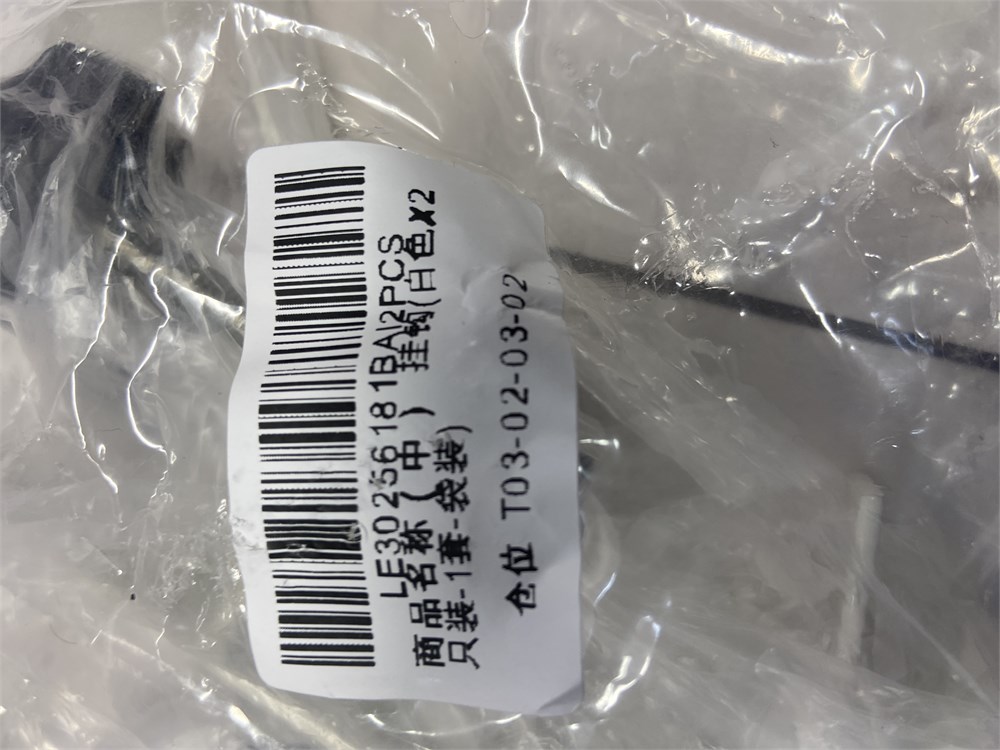 LE30256181BA\2PCS
商品名称（中） 挂钩(白色x2
只装-1套-袋装)
仓位 T03-02-03-02